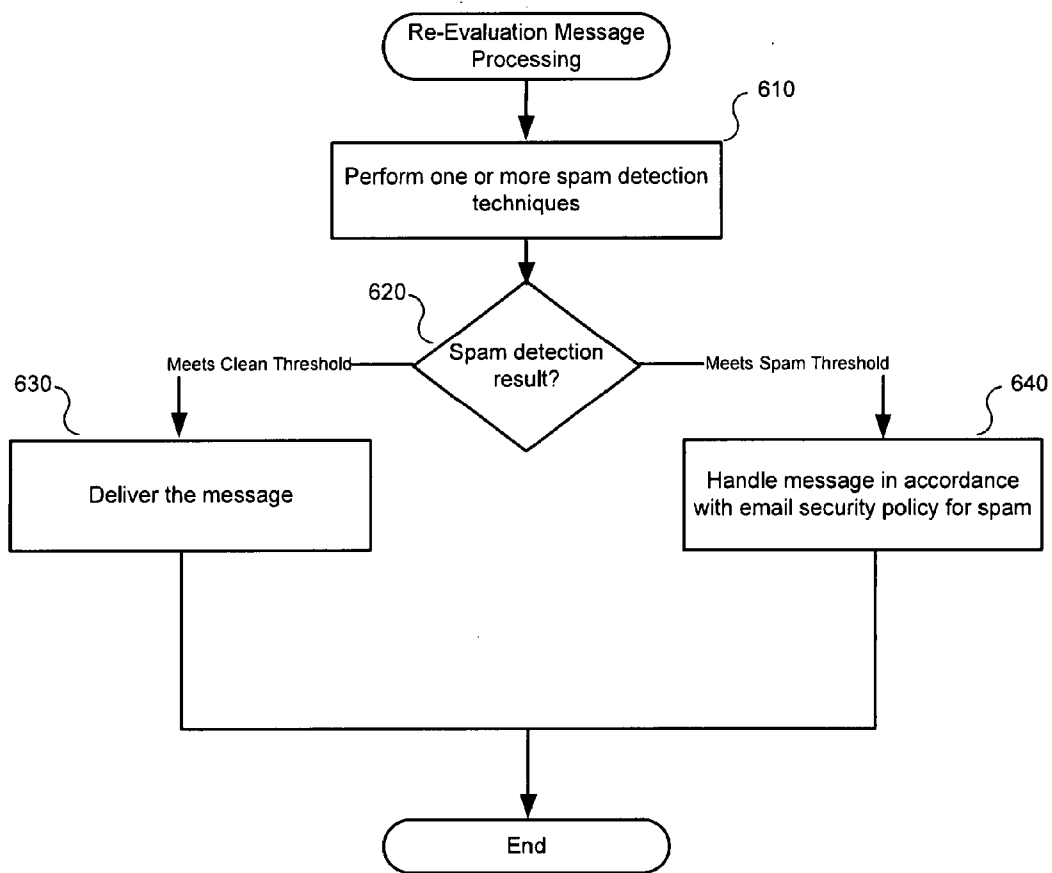 Re-Evaluation Message
Processing
610
Perform one or more spam detection
techniques
620
Spam detection
result?
Meets Clean Threshold
Meets Spam Threshold
630
640
Deliver the message
Handle message in accordance
with email security policy for spam
End